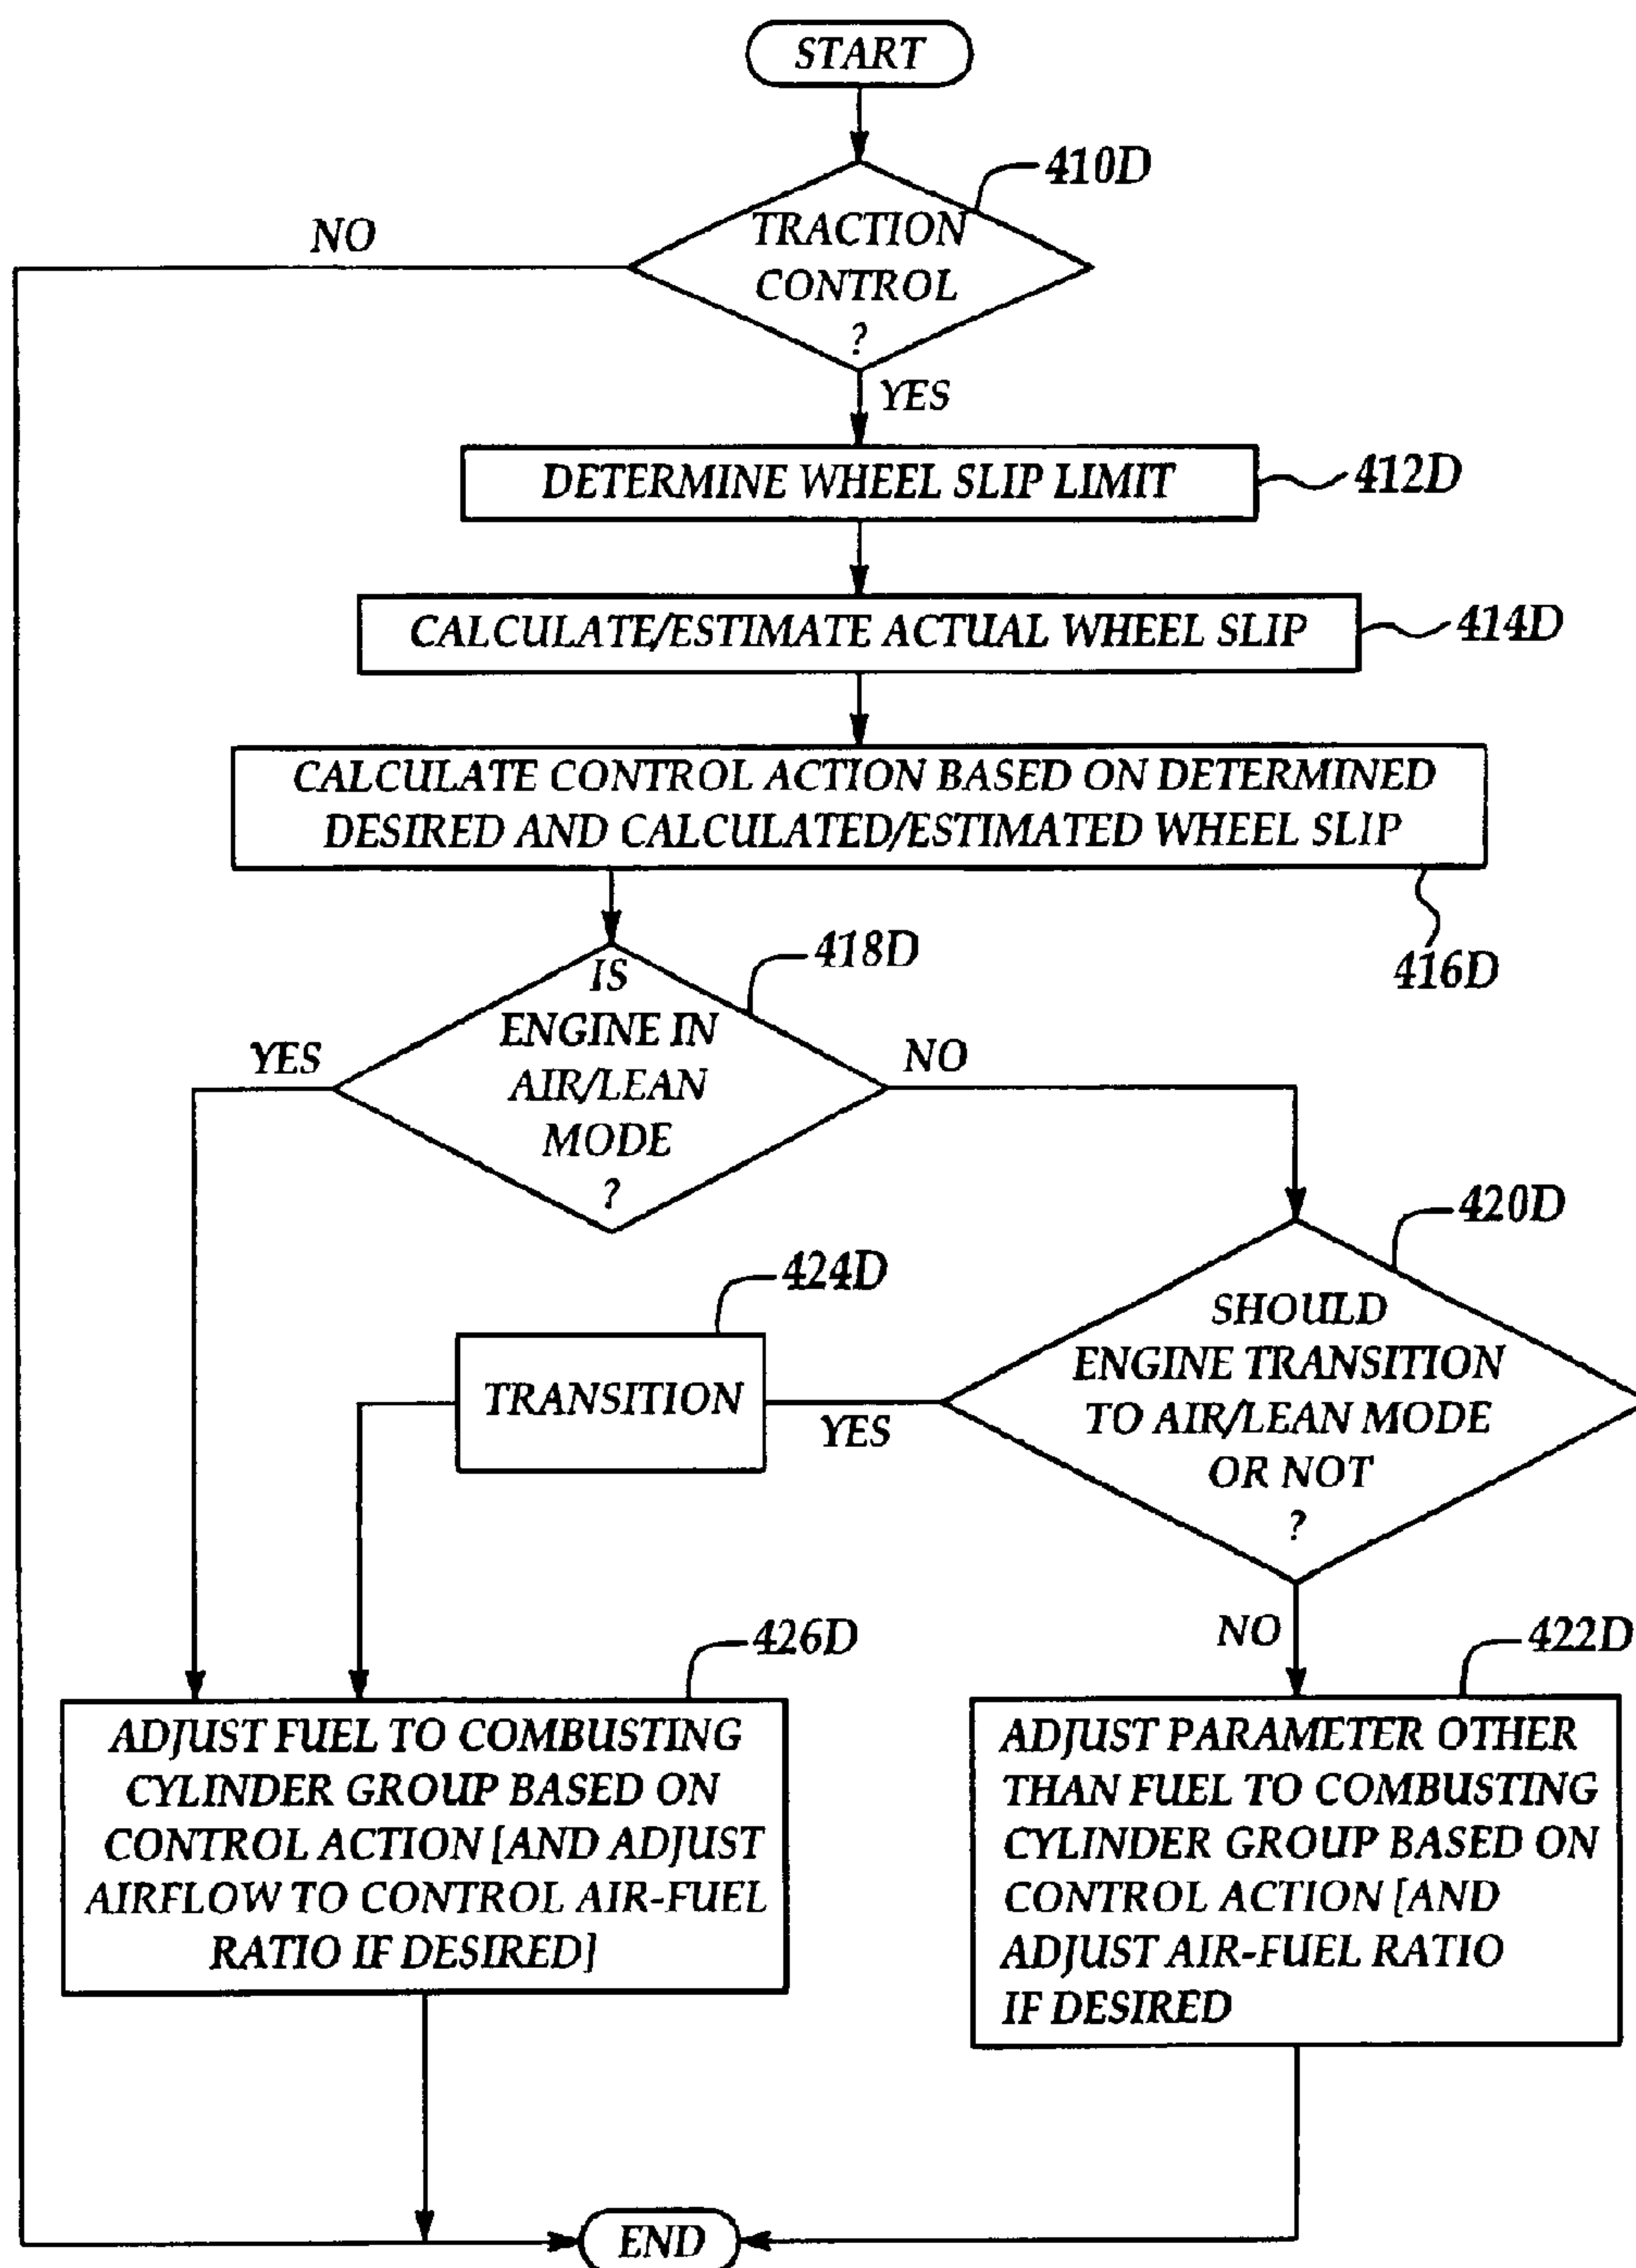 START
410D
TRACTION
CONTROL
?
NO
YES
DETERMINE WHEEL SLIP LIMIT
412D
CALCULATE/ESTIMATE ACTUAL WHEEL SLIP
414D
CALCULATE CONTROL ACTION BASED ON DETERMINED
DESIRED AND CALCULATED/ESTIMATED WHEEL SLIP
416D
418D
IS
ENGINE IN
AIR/LEAN
MODE
?
YES
NO
420D
SHOULD
ENGINE TRANSITION
TO AIR/LEAN MODE
OR NOT
?
424D
TRANSITION
YES
NO
426D
ADJUST FUEL TO COMBUSTING
CYLINDER GROUP BASED ON
CONTROL ACTION [AND ADJUST
AIRFLOW TO CONTROL AIR-FUEL
RATIO IF DESIRED]
422D
ADJUST PARAMETER OTHER
THAN FUEL TO COMBUSTING
CYLINDER GROUP BASED ON
CONTROL ACTION [AND
ADJUST AIR-FUEL RATIO
IF DESIRED
END